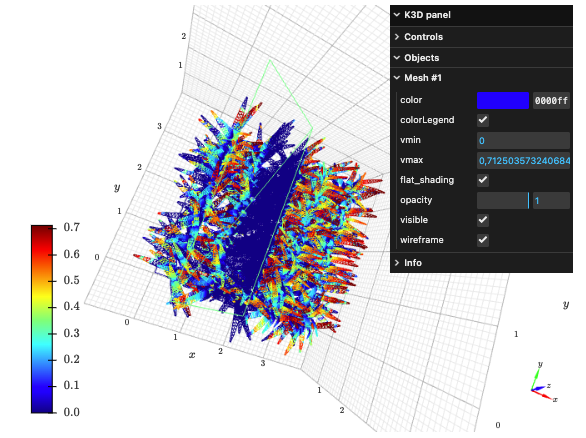 K3D panel
Controls
Objects
Mesh #1
color 0000ff
colorLegend
vmin 0
vmax 0,712503573240684
flat_shading
opacity 1
visible
wireframe
Info
2
1
3
2
y
1
0
0
1
x
2
3
1
2
0.7
0.6
0.5
0.4
0.3
0.2
0.1
0.0
y
1
0
y
z
x